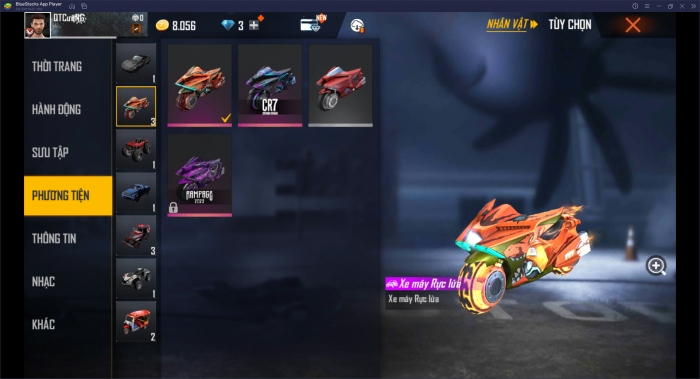 BlueStacks App Player
QTCườNG
0
8.056
3
NEW
NHÂN VẬT
TÙY CHỌN
THỜI TRANG
HÀNH ĐỘNG
SƯU TẬP
PHƯƠNG TIỆN
THÔNG TIN
NHẠC
KHÁC
1
3
1
1
3
1
2
CR7
RAMPAGE
2023
Xe máy Rực lửa
Xe máy Rực lửa